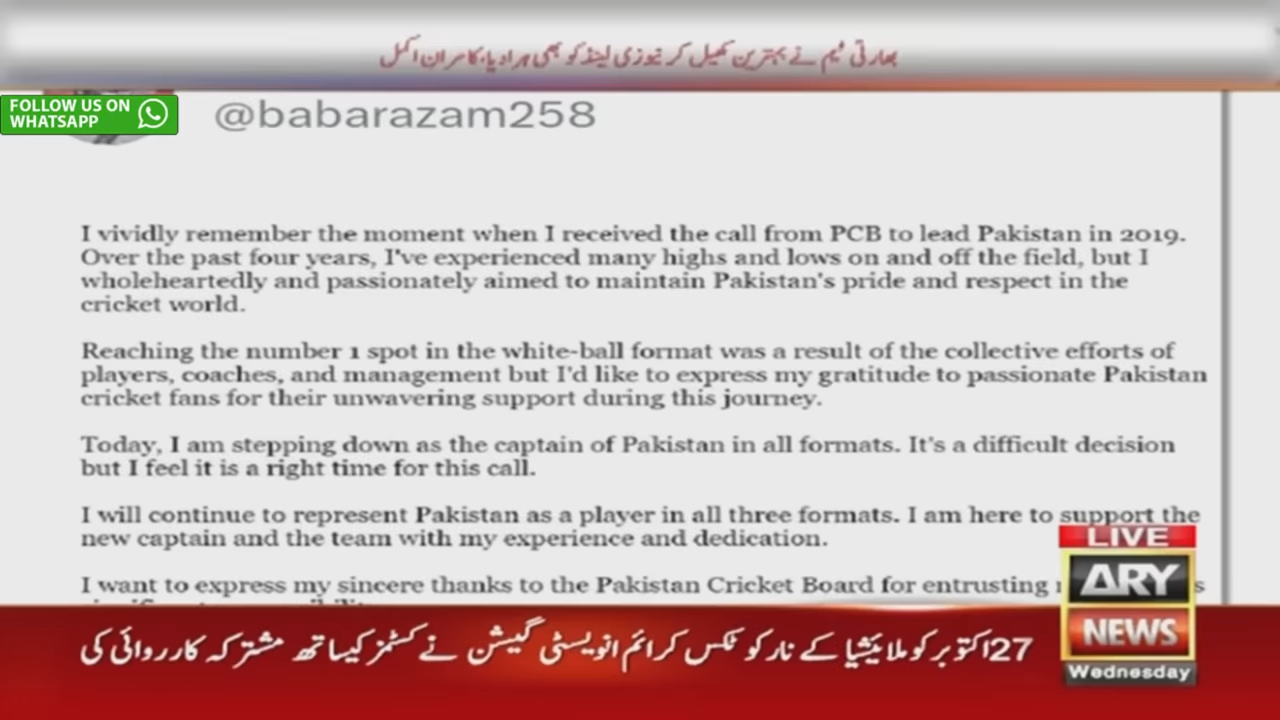 بھارتی ٹیم نے بہترین کھیل کر نیوزی لینڈ کو بھی ہرا دیا، کامران اکمل
FOLLOW US ON
WHATSAPP
@babarazam258
I vividly remember the moment when I received the call from PCB to lead Pakistan in 2019.
Over the past four years, I've experienced many highs and lows on and off the field, but I
wholeheartedly and passionately aimed to maintain Pakistan's pride and respect in the
cricket world.
Reaching the number 1 spot in the white-ball format was a result of the collective efforts of
players, coaches, and management but I'd like to express my gratitude to passionate Pakistan
cricket fans for their unwavering support during this journey.
Today, I am stepping down as the captain of Pakistan in all formats. It's a difficult decision
but I feel it is a right time for this call.
I will continue to represent Pakistan as a player in all three formats. I am here to support the
new captain and the team with my experience and dedication.
I want to express my sincere thanks to the Pakistan Cricket Board for entrusting
LIVE
ARY
NEWS
Wednesday
27اکتوبر کو ملائیشیا کے نارکوٹکس کرائم انویسٹی گیشن نے کسٹمز کیساتھ مشترکہ کارروائی کی